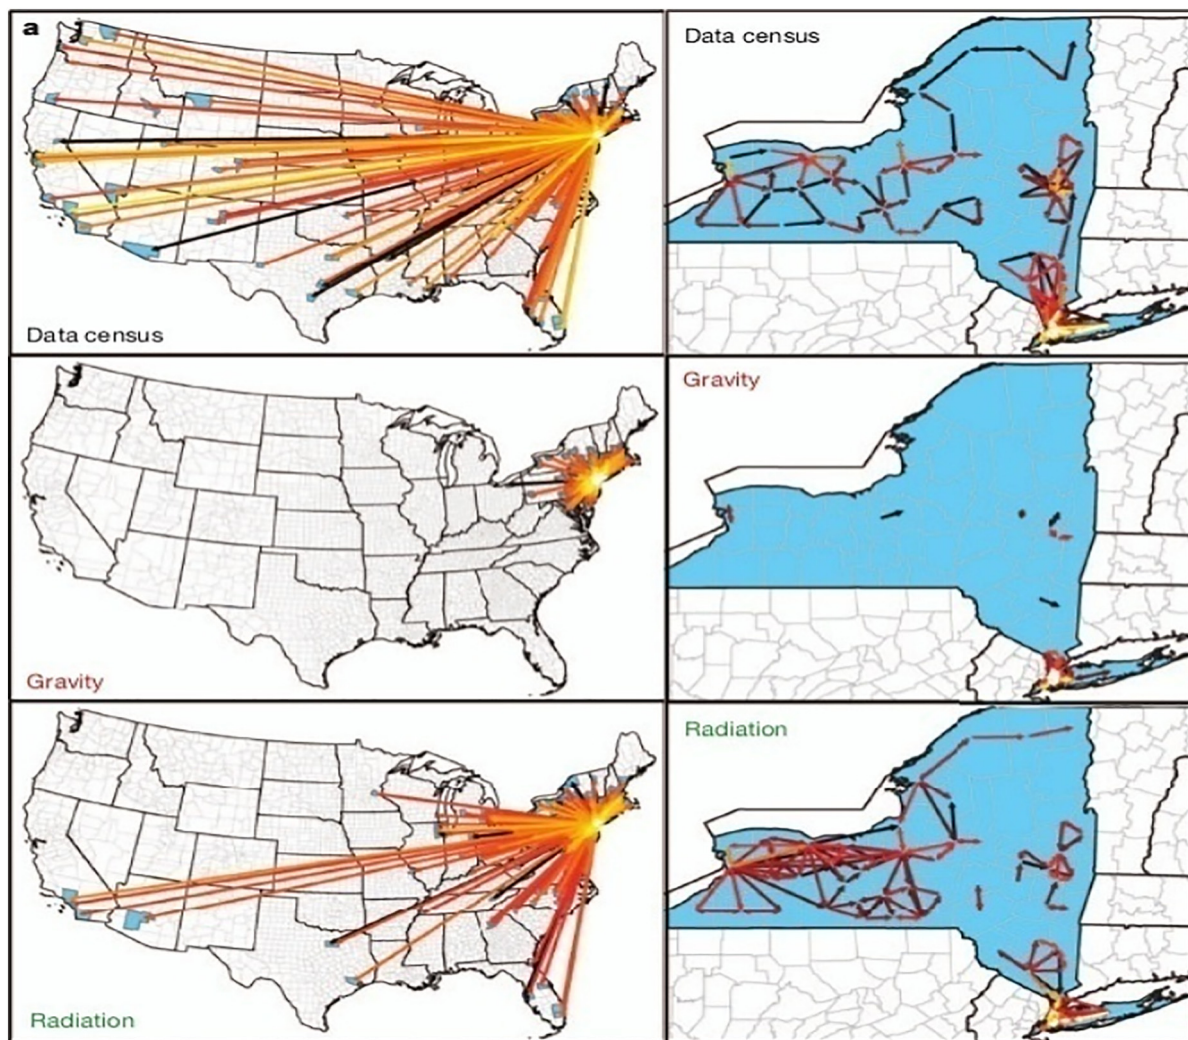 a
Data census
Data census
Gravity
Gravity
Radiation
Radiation